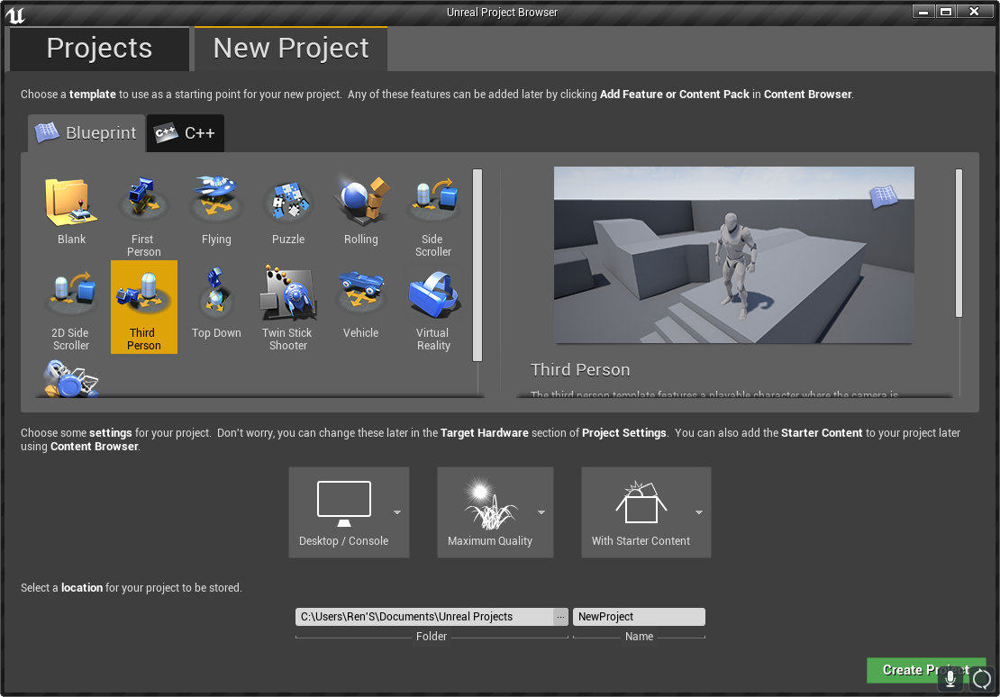 Unreal Project Browser
Projects
New Project
Choose a template to use as a starting point for your new project. Any of these features can be added later by clicking Add Feature or Content Pack in Content Browser.
Blueprint
C++
C++
Blank
First
Person
Flying
Puzzle
Rolling
Side
Scroller
2D Side
Scroller
Third
Person
Top Down
Twin Stick
Shooter
Vehicle
Virtual
Reality
Third Person
The third person template features a playable character where the camera is
Choose some settings for your project. Don't worry, you can change these later in the Target Hardware section of Project Settings. You can also add the Starter Content to your project later
using Content Browser.
Desktop / Console
Maximum Quality
With Starter Content
Select a location for your project to be stored.
C:\Users\Ren'S\Documents\Unreal Projects
...
NewProject
Folder
Name
Create Project